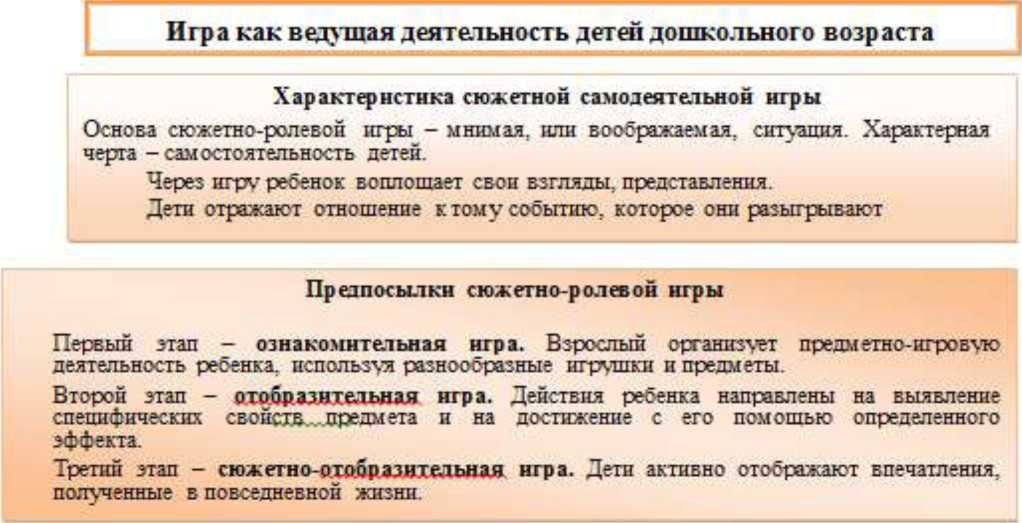 Игра как ведущая деятельность детей дошкольного возраста
Характеристика сюжетной самодеятельной игры
Основа сюжетно-ролевой игры – мнимая, или воображаемая, ситуация. Характерная
черта – самостоятельность детей.
Через игру ребенок воплощает свои взгляды, представления.
Дети отражают отношение к тому событию, которое они разыгрывают
Предпосылки сюжетно-ролевой игры
Первый этап – ознакомительная игра. Взрослый организует предметно-игровую
деятельность ребенка, используя разнообразные игрушки и предметы.
Второй этап – отобразительная игра. Действия ребенка направлены на выявление
специфических свойств предмета и на достижение с его помощью определенного
эффекта.
Третий этап – сюжетно-отобразительная игра. Дети активно отображают впечатления,
полученные в повседневной жизни.